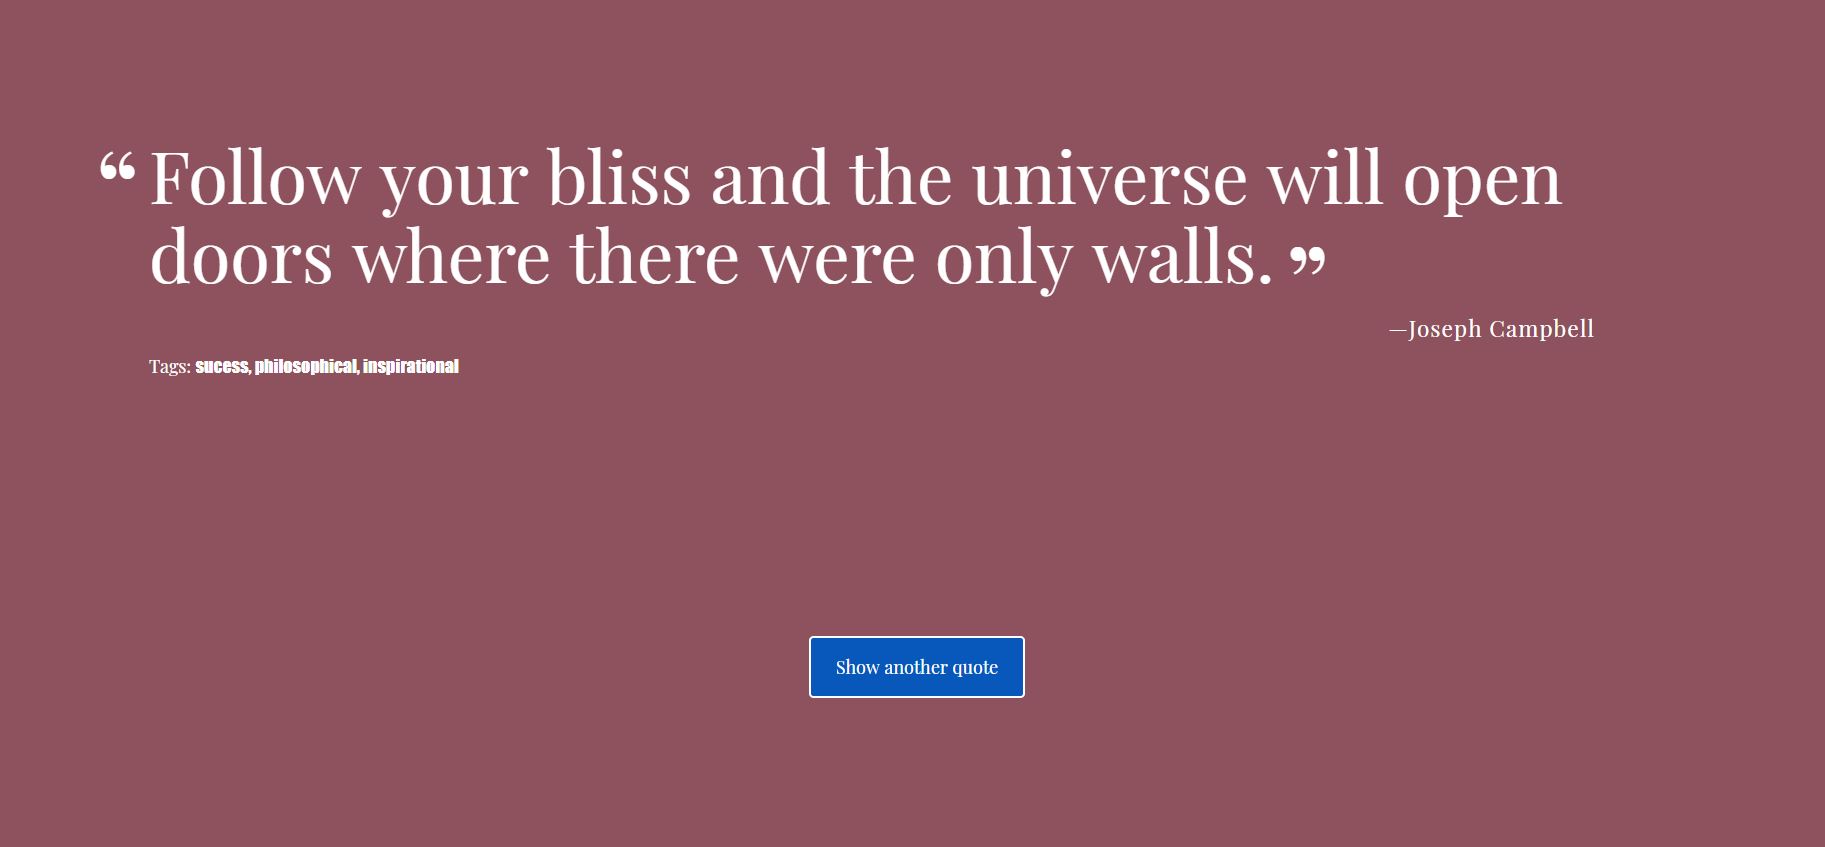 “Follow your bliss and the universe will open
doors where there were only walls.”
—Joseph Campbell
Tags: sucess, philosophical, inspirational
Show another quote